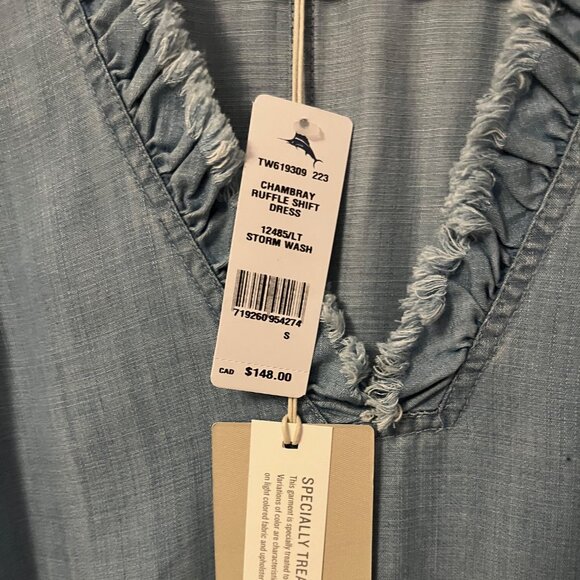 TW619309 223
CHAMBRAY
RUFFLE SHIFT
DRESS
12485/LT
STORM WASH
719260954274
S
CAD $148.00
SPECIALLY TREA
This garment is specially treated to
Variations of color are characteris
on light colored fabric and upholster